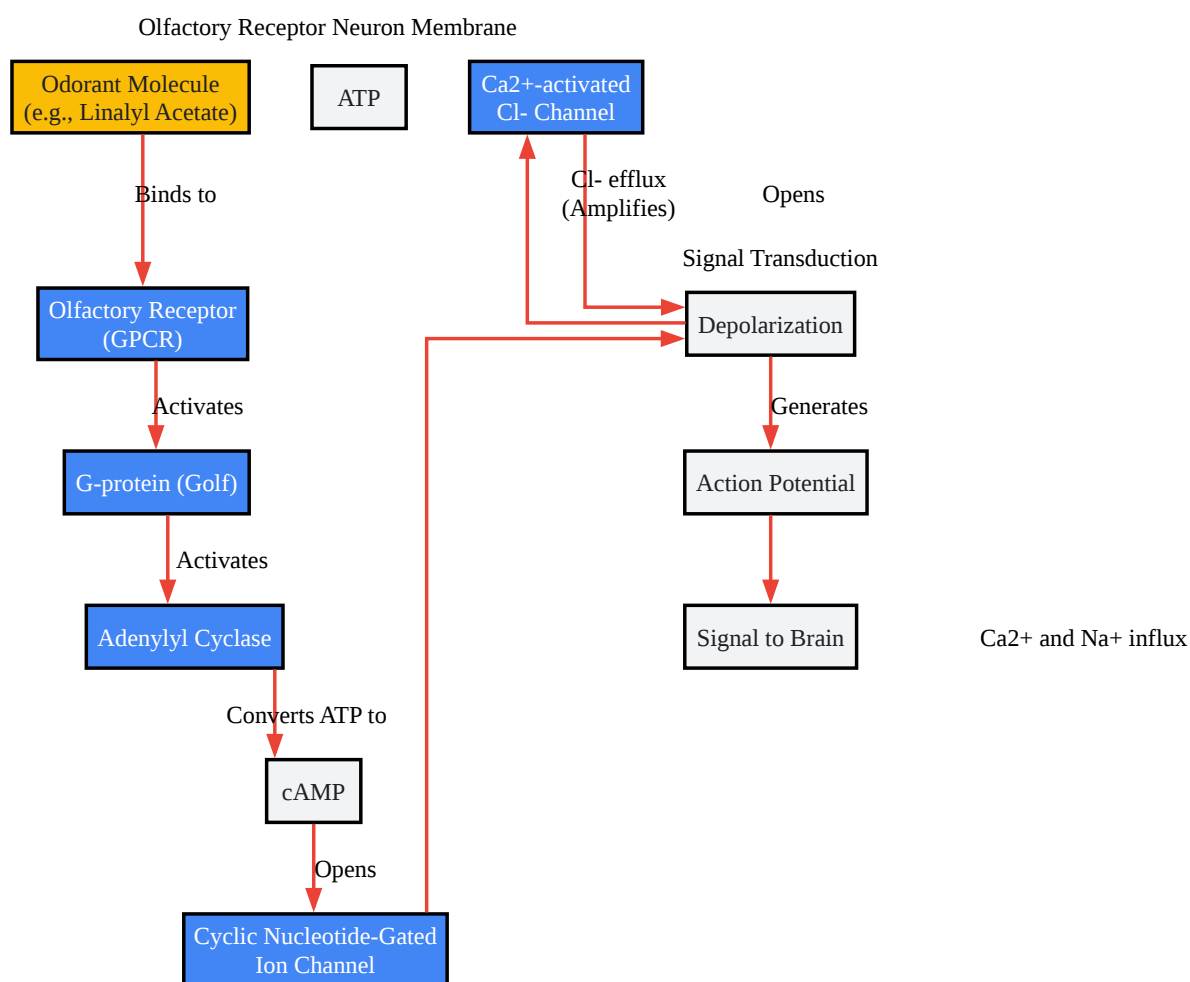 Olfactory Receptor Neuron Membrane
Odorant Molecule
(e.g., Linalyl Acetate)
ATP
Ca2+-activated
Cl- Channel
Binds to
Cl- efflux
(Amplifies)
Opens
Signal Transduction
Olfactory Receptor
(GPCR)
Depolarization
Activates
Generates
G-protein (Golf)
Action Potential
Activates
Adenylyl Cyclase
Signal to Brain
Ca2+ and Na+ influx
Converts ATP to
cAMP
Opens
Cyclic Nucleotide-Gated
Ion Channel